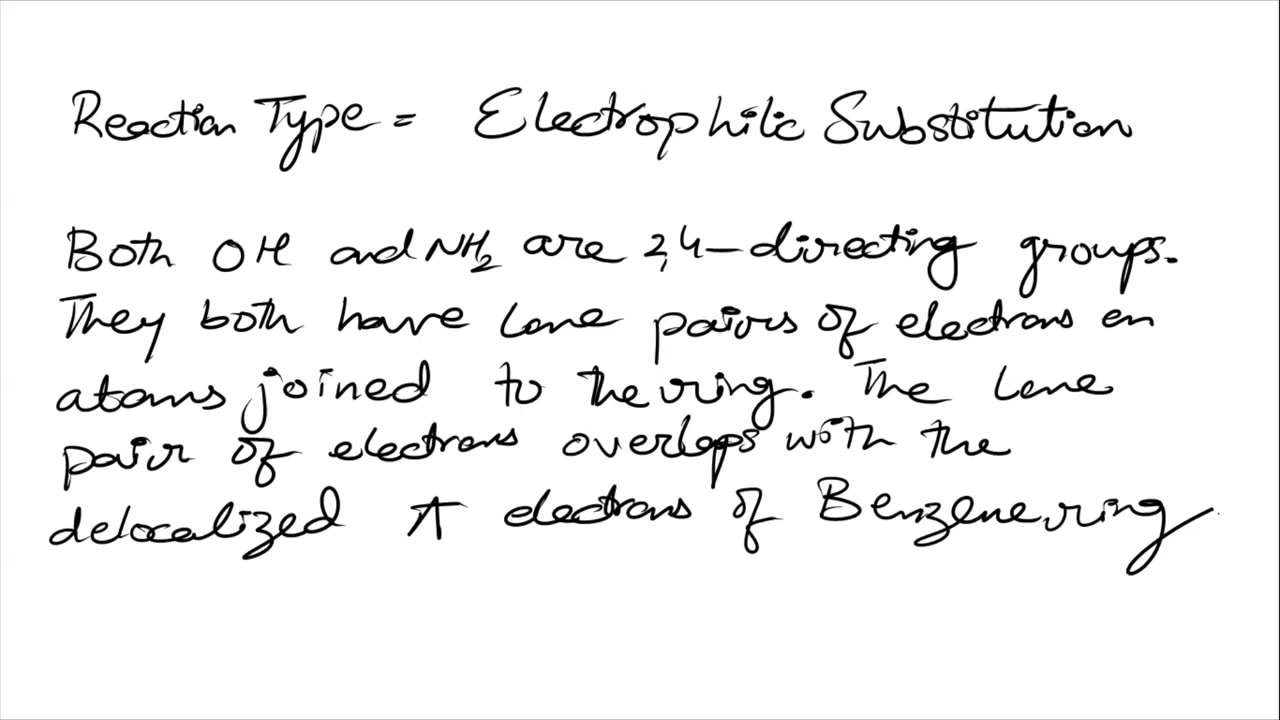 Reaction Type = Electrophilic Substitution
Both OH and NH₂ are 2,4-directing groups.
They both have lone pairs of electrons on
atoms joined to the ring. The lone
pair of electrons overlaps with the
delocalized π electrons of Benzene ring